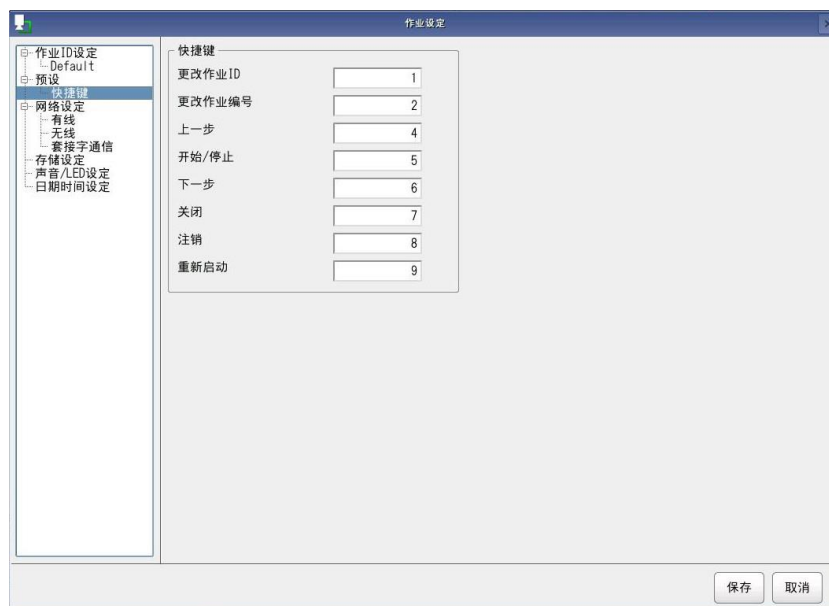 作业设定
作业ID设定
Default
预设
快捷键
网络设定
有线
无线
套接字通信
存储设定
声音/LED设定
日期时间设定
快捷键
更改作业ID 1
更改作业编号 2
上一步 4
开始/停止 5
下一步 6
关闭 7
注销 8
重新启动 9
保存 取消